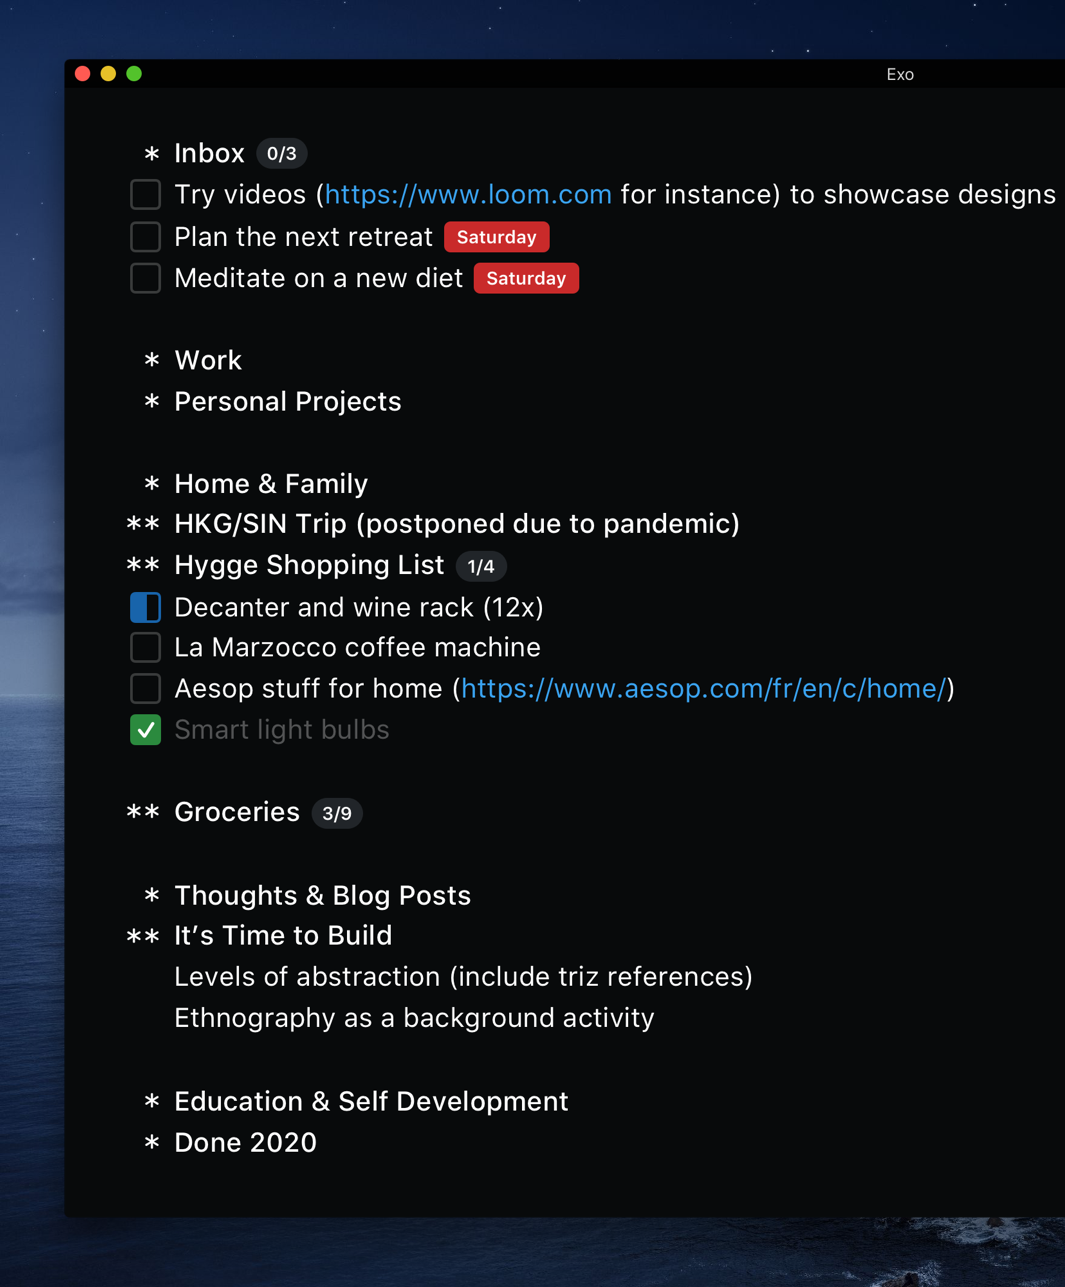 Exo
* Inbox 0/3
Try videos (https://www.loom.com for instance) to showcase designs
Plan the next retreat Saturday
Meditate on a new diet Saturday
* Work
* Personal Projects
* Home & Family
** HKG/SIN Trip (postponed due to pandemic)
** Hygge Shopping List 1/4
Decanter and wine rack (12x)
La Marzocco coffee machine
Aesop stuff for home (https://www.aesop.com/fr/en/c/home/)
Smart light bulbs
** Groceries 3/9
* Thoughts & Blog Posts
** It’s Time to Build
Levels of abstraction (include triz references)
Ethnography as a background activity
* Education & Self Development
* Done 2020